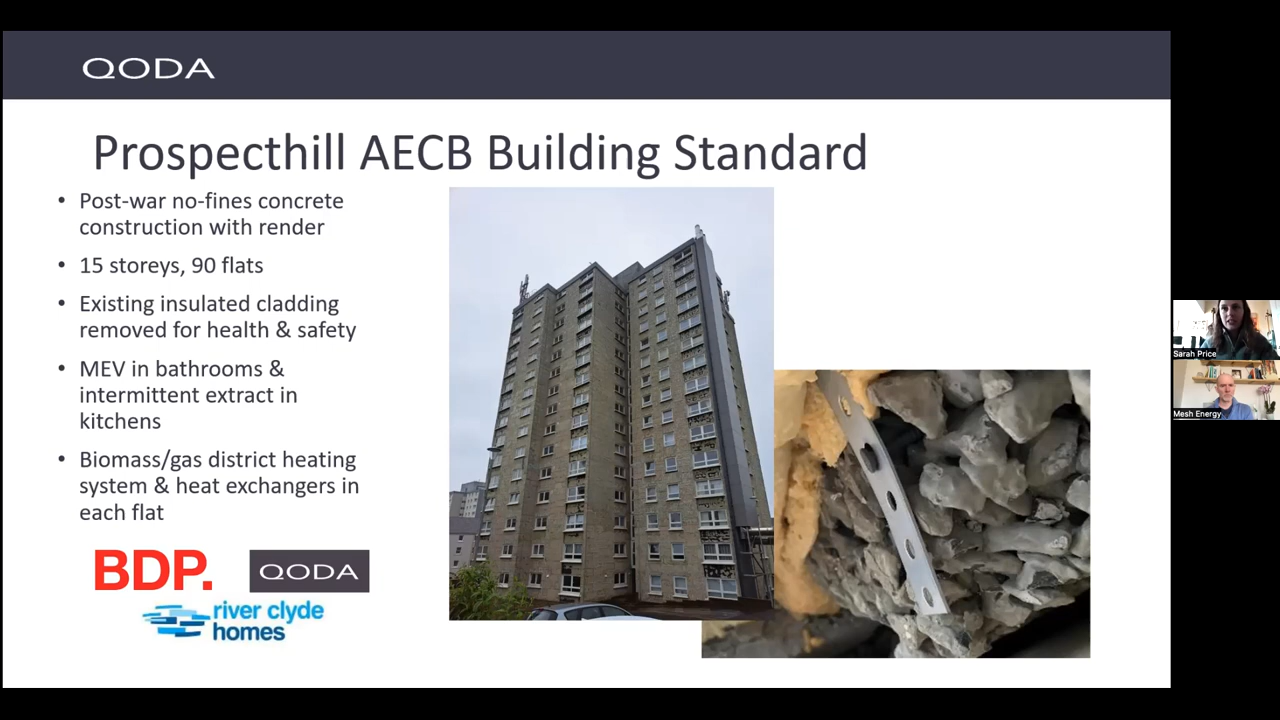 QODA
Prospecthill AECB Building Standard
• Post-war no-fines concrete
construction with render
• 15 storeys, 90 flats
• Existing insulated cladding
removed for health & safety
• MEV in bathrooms &
intermittent extract in
kitchens
• Biomass/gas district heating
system & heat exchangers in
each flat
BDP.
QODA
river clyde
homes
Sarah Price
Mesh Energy